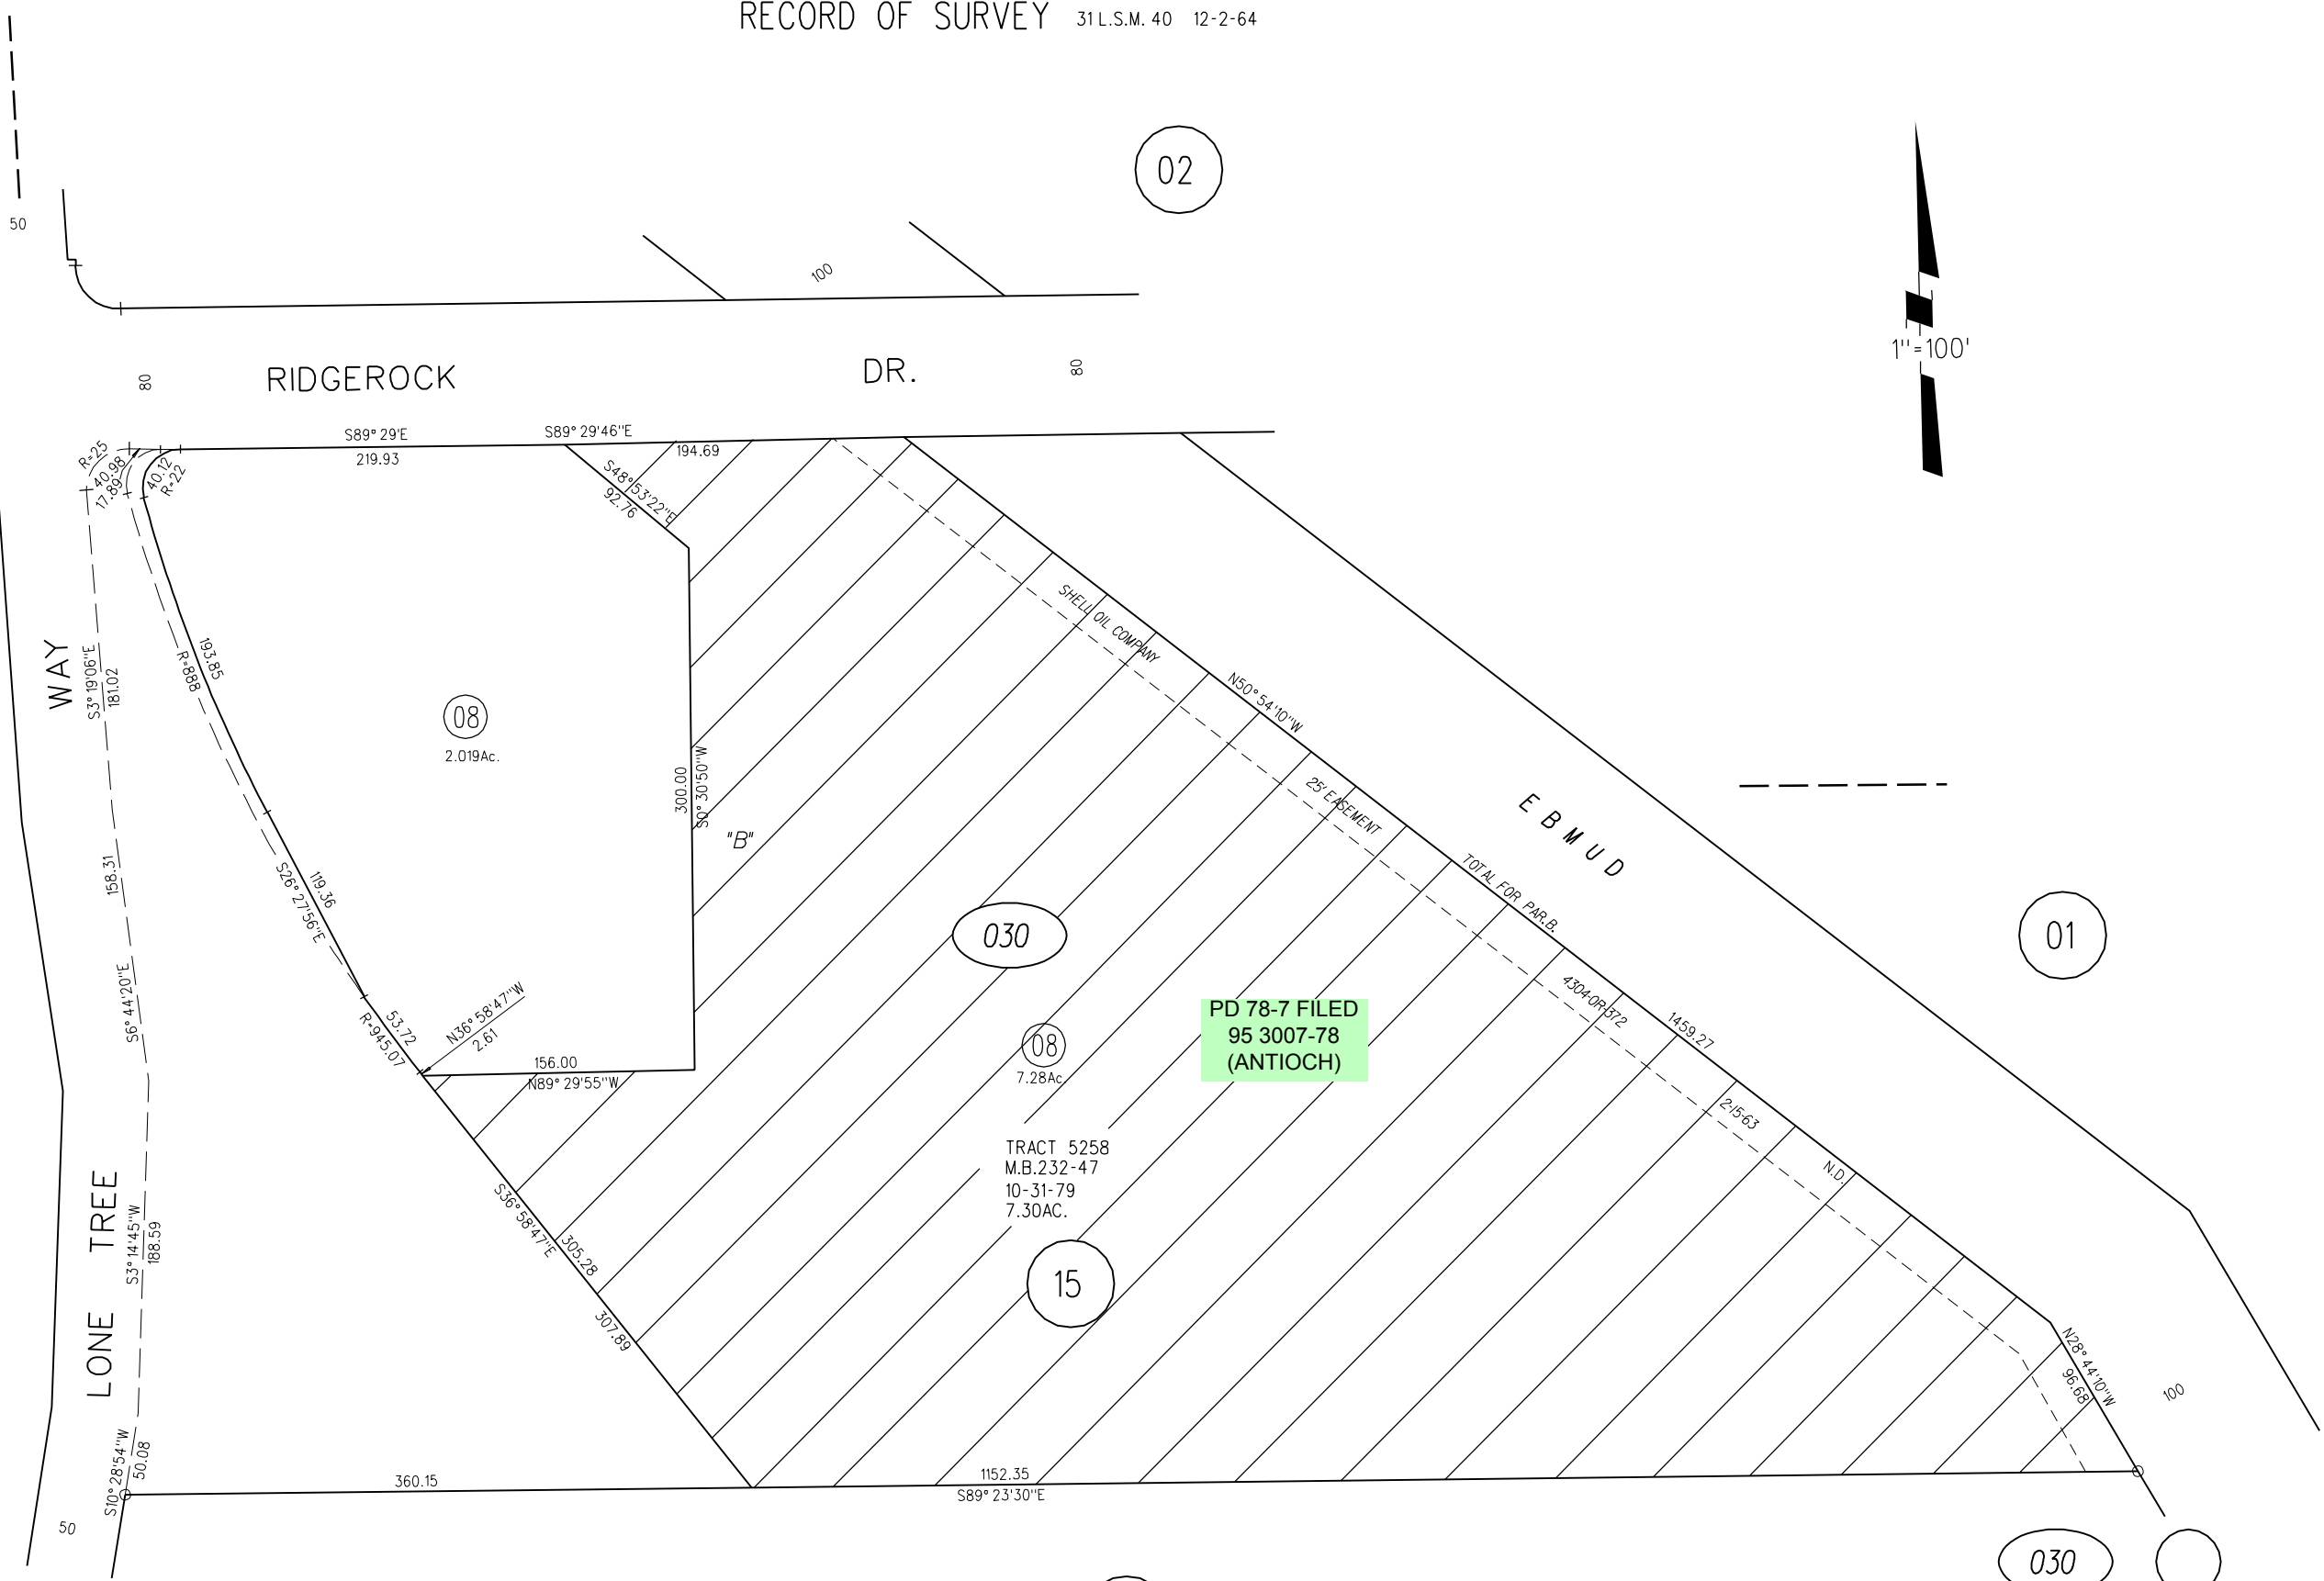 RECORD OF SURVEY 31 L.S.M. 40 12-2-64
02
50
100
1"=100'
RIDGEROCK DR.
80
80
S89°29'E
219.93
S89°29'46"E
194.69
R=25
40.98
17.89
40.12
R=22
S48°53'22"E
92.76
SHELL OIL COMPANY
N50°54'10"W
25' EASEMENT
TOTAL FOR PAR.B.
4304-OR-372
1459.27
2-15-63
N.D.
EBMUD
01
LONE TREE WAY
S3°19'06"E
181.02
R=888
193.85
08
2.019Ac.
300.00
S0°30'50"W
"B"
158.31
S26°27'56"E
119.36
030
S6°44'20"E
R=945.07
53.72
N36°58'47"W
2.61
156.00
N89°29'55"W
08
7.28Ac.
PD 78-7 FILED
95 3007-78
(ANTIOCH)
TRACT 5258
M.B.232-47
10-31-79
7.30AC.
15
S3°14'45"W
188.59
S36°58'47"E
305.28
307.89
N28°44'10"W
96.68
100
S10°28'54"W
50.08
360.15
1152.35
S89°23'30"E
50
030